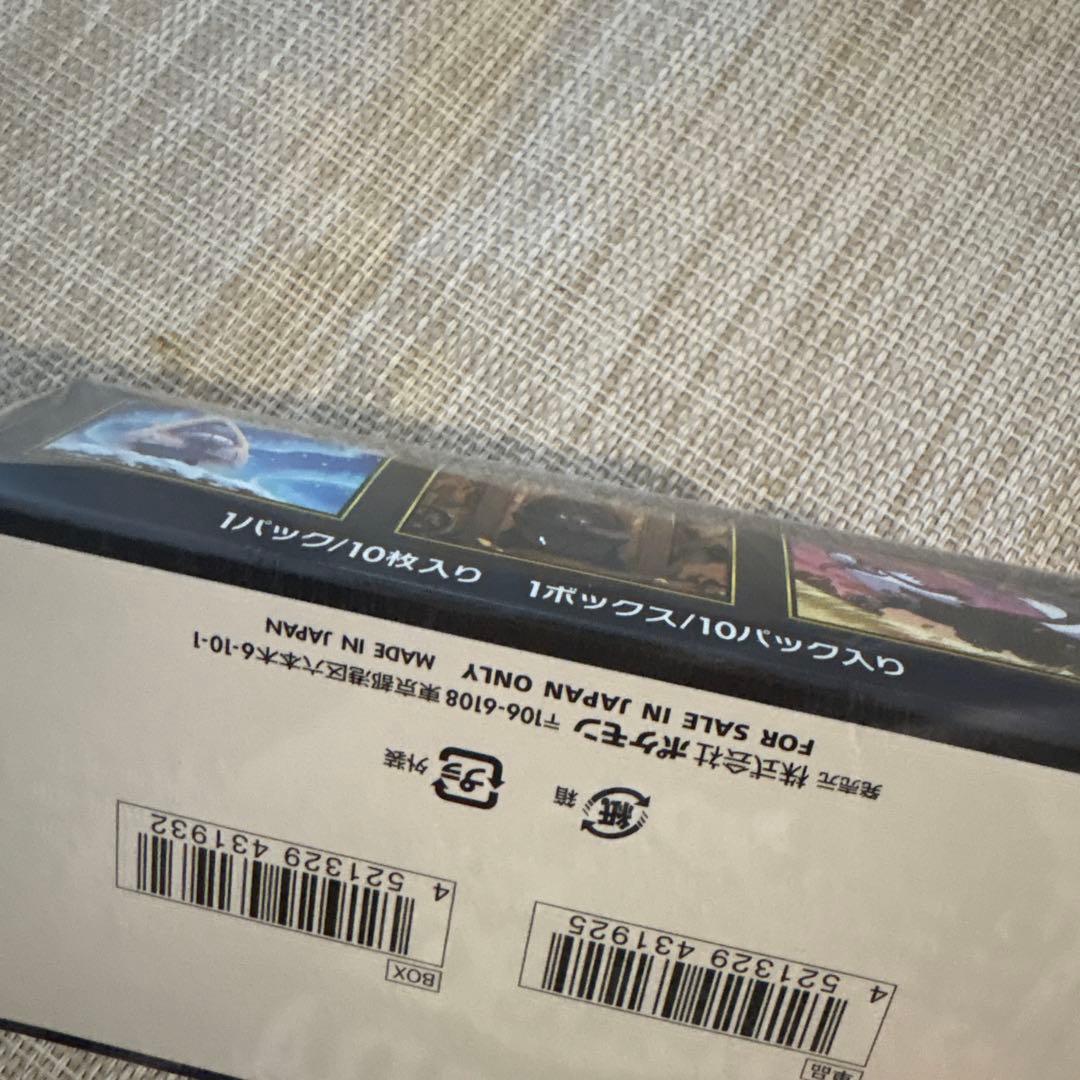 1パック/10枚入り 1ボックス/10パック入り
FOR SALE IN JAPAN ONLY MADE IN JAPAN
発売元 株式会社ポケモン 〒106-6108 東京都港区六本木6-10-1
紙 箱 プラ 外装
単品 BOX
4 521329 431925
4 521329 431932